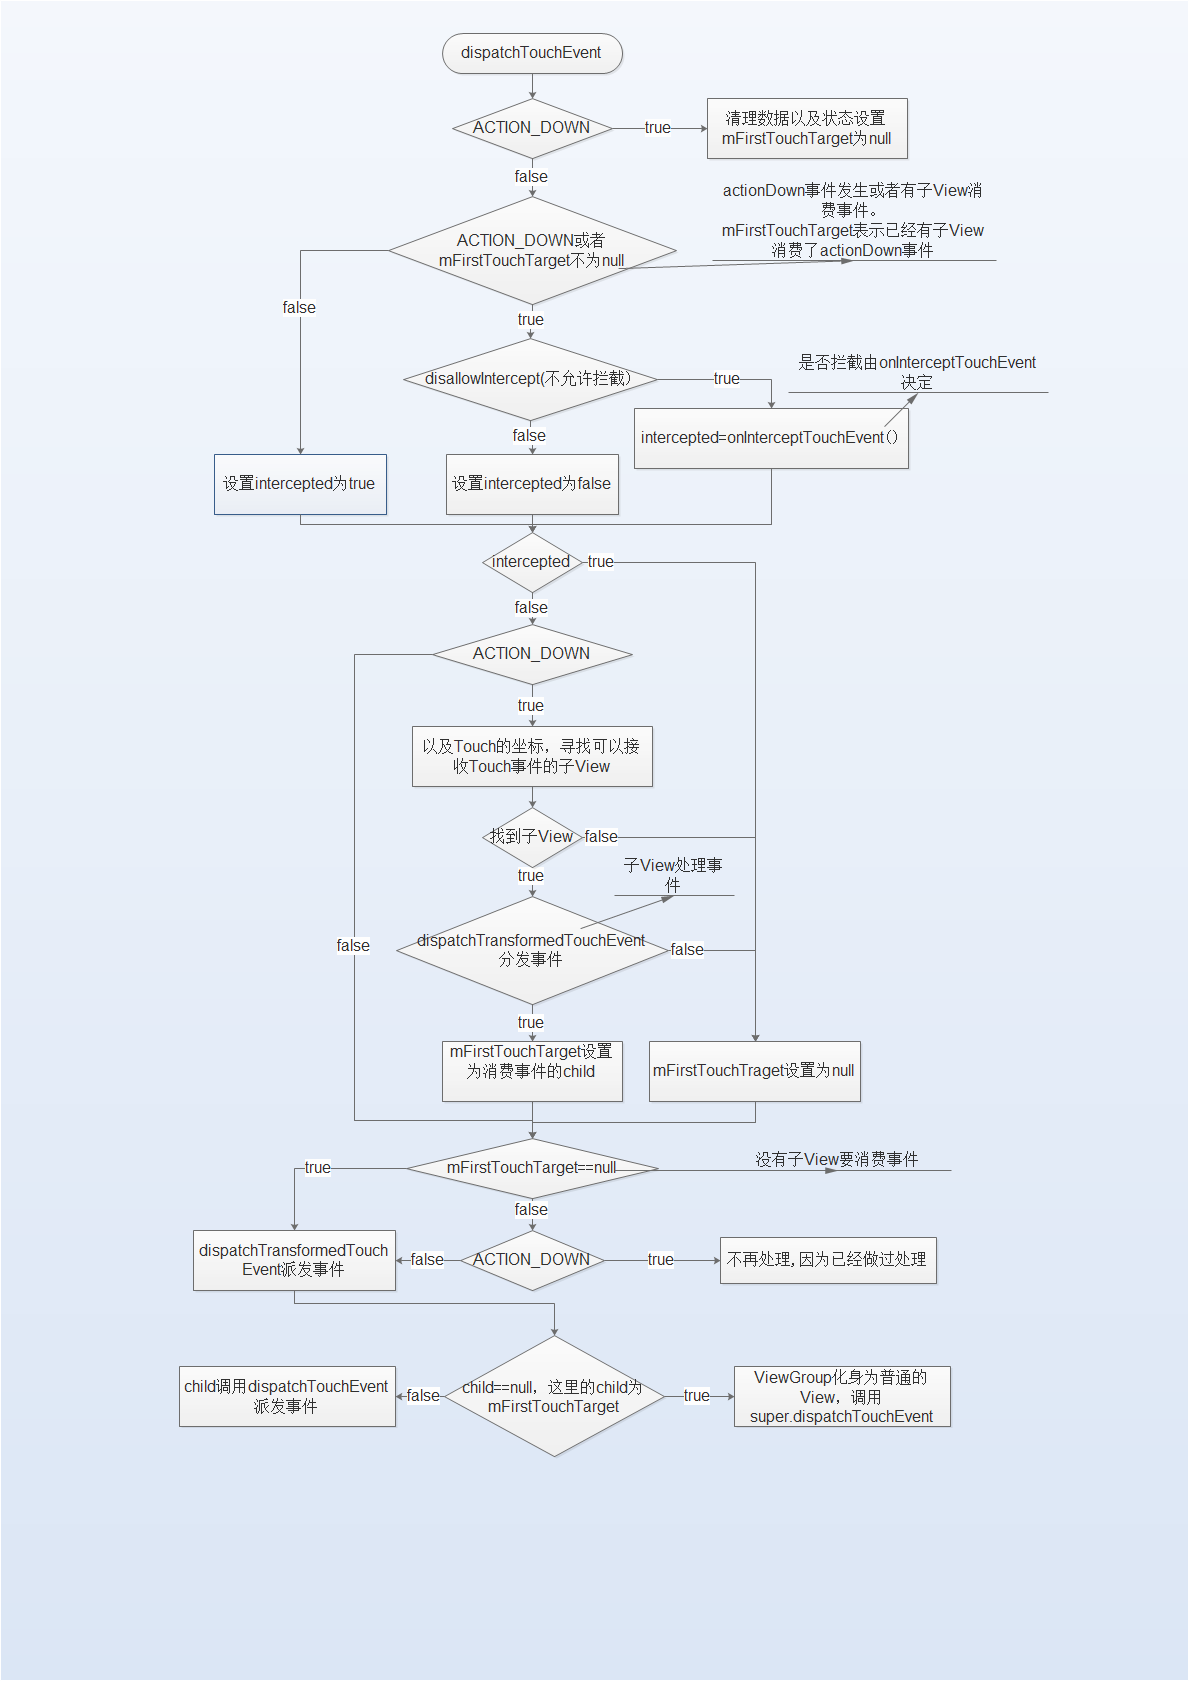 dispatchTouchEvent
ACTION_DOWN
true
清理数据以及状态设置
mFirstTouchTarget为null
false
actionDown事件发生或者有子View消
费事件。
mFirstTouchTarget表示已经有子View
消费了actionDown事件
ACTION_DOWN或者
mFirstTouchTarget不为null
false
true
是否拦截由onInterceptTouchEvent
决定
disallowIntercept(不允许拦截)
true
false
intercepted=onInterceptTouchEvent()
设置intercepted为true
设置intercepted为false
intercepted
true
false
ACTION_DOWN
true
以及Touch的坐标，寻找可以接
收Touch事件的子View
找到子View
false
true
子View处理事
件
false
dispatchTransformedTouchEvent
分发事件
false
true
mFirstTouchTarget设置
为消费事件的child
mFirstTouchTraget设置为null
true
mFirstTouchTarget==null
没有子View要消费事件
false
dispatchTransformedTouch
Event派发事件
false
ACTION_DOWN
true
不再处理,因为已经做过处理
child调用dispatchTouchEvent
派发事件
false
child==null，这里的child为
mFirstTouchTarget
true
ViewGroup化身为普通的
View，调用
super.dispatchTouchEvent